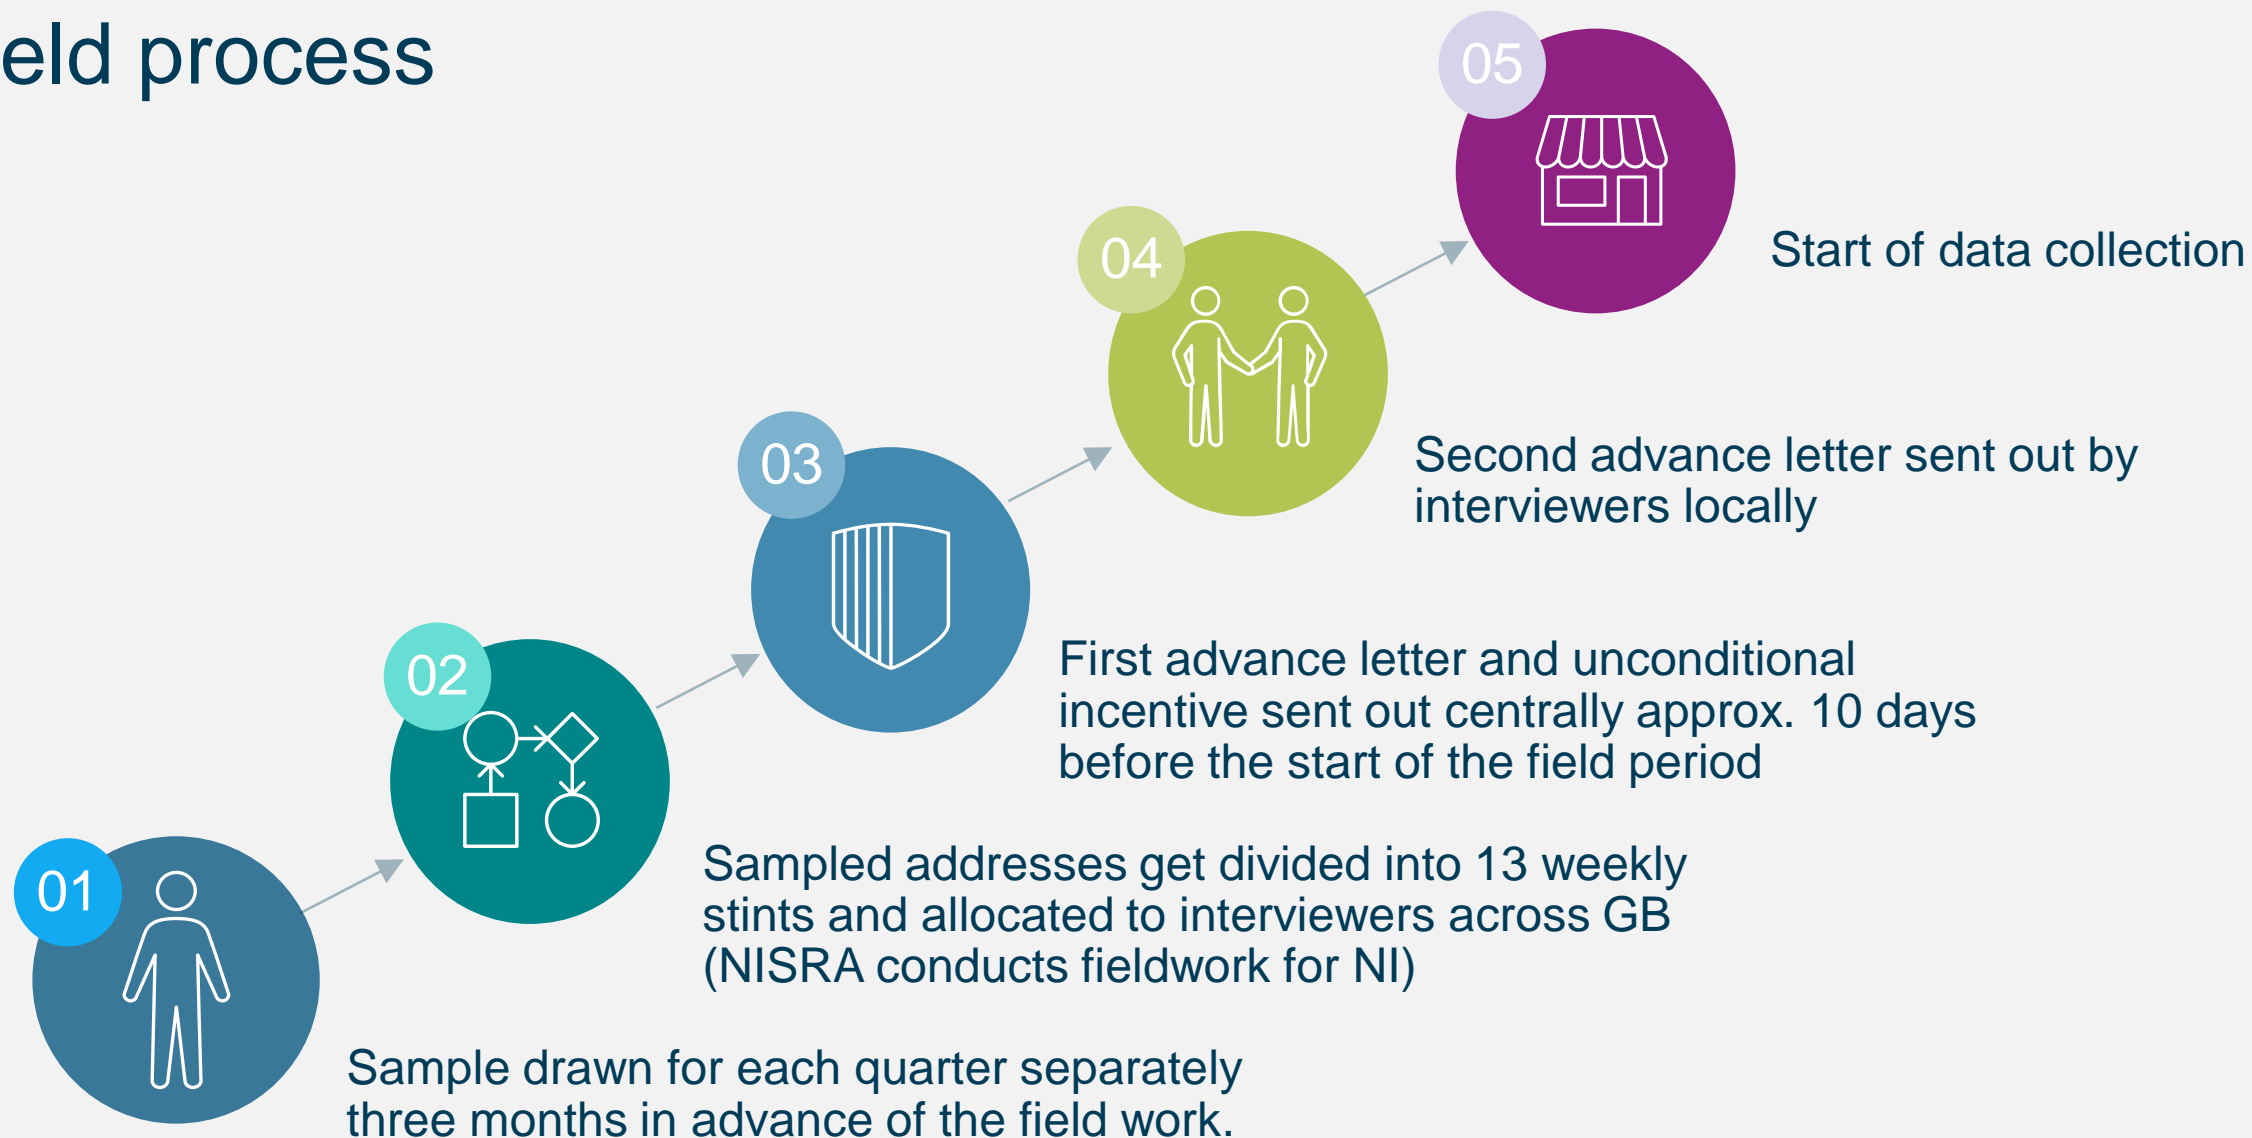 eld process
05
Start of data collection
04
Second advance letter sent out by
interviewers locally
03
First advance letter and unconditional
incentive sent out centrally approx. 10 days
before the start of the field period
02
Sampled addresses get divided into 13 weekly
stints and allocated to interviewers across GB
(NISRA conducts fieldwork for NI)
01
Sample drawn for each quarter separately
three months in advance of the field work.